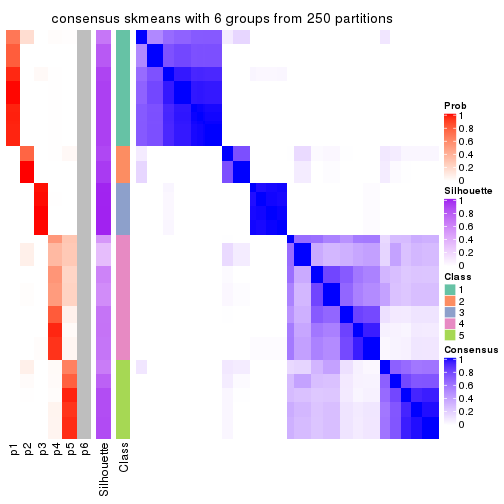 consensus skmeans with 6 groups from 250 partitions
Prob
1
0.8
0.6
0.4
0.2
0
Silhouette
1
0.8
0.6
0.4
0.2
0
Class
1
2
3
4
5
Consensus
1
0.8
0.6
0.4
0.2
0
p1
p2
p3
p4
p5
p6
Silhouette
Class